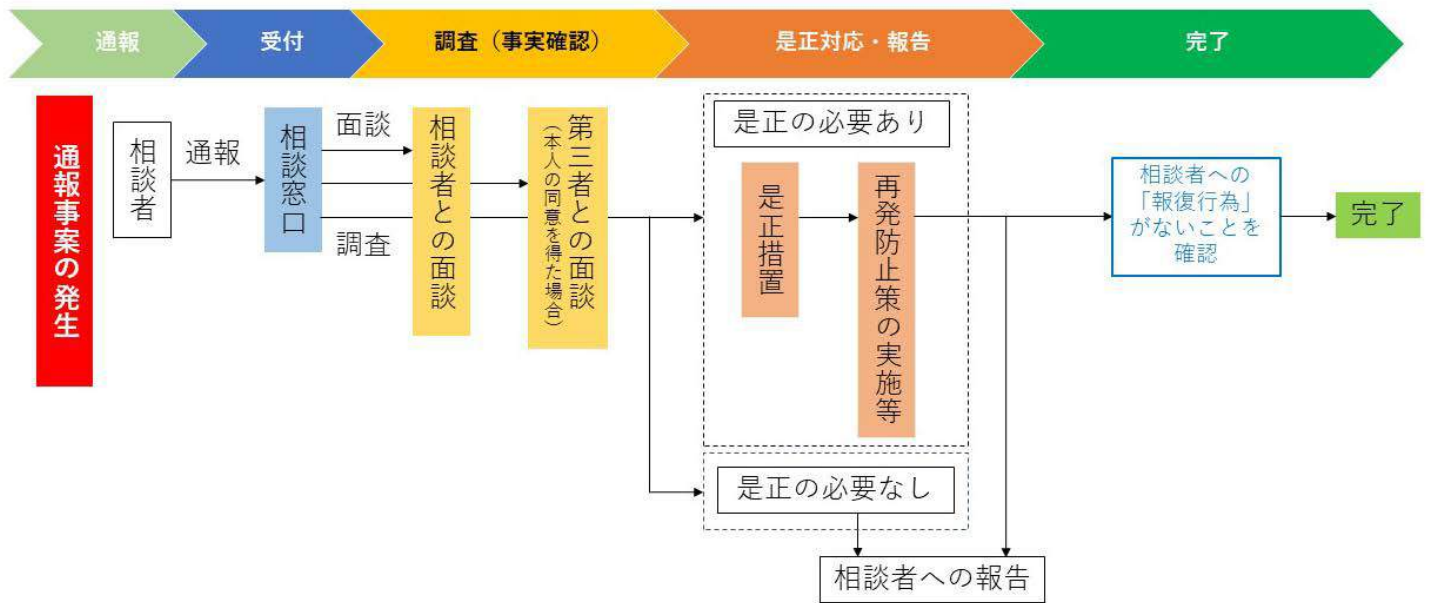 通報
受付
調査（事実確認）
是正対応・報告
完了
通報事案の発生
相談者
通報
相談窓口
面談
調査
相談者との面談
第三者との面談
（本人の同意を得た場合）
是正の必要あり
是正措置
再発防止策の実施等
是正の必要なし
相談者への報告
相談者への
「報復行為」
がないことを
確認
完了